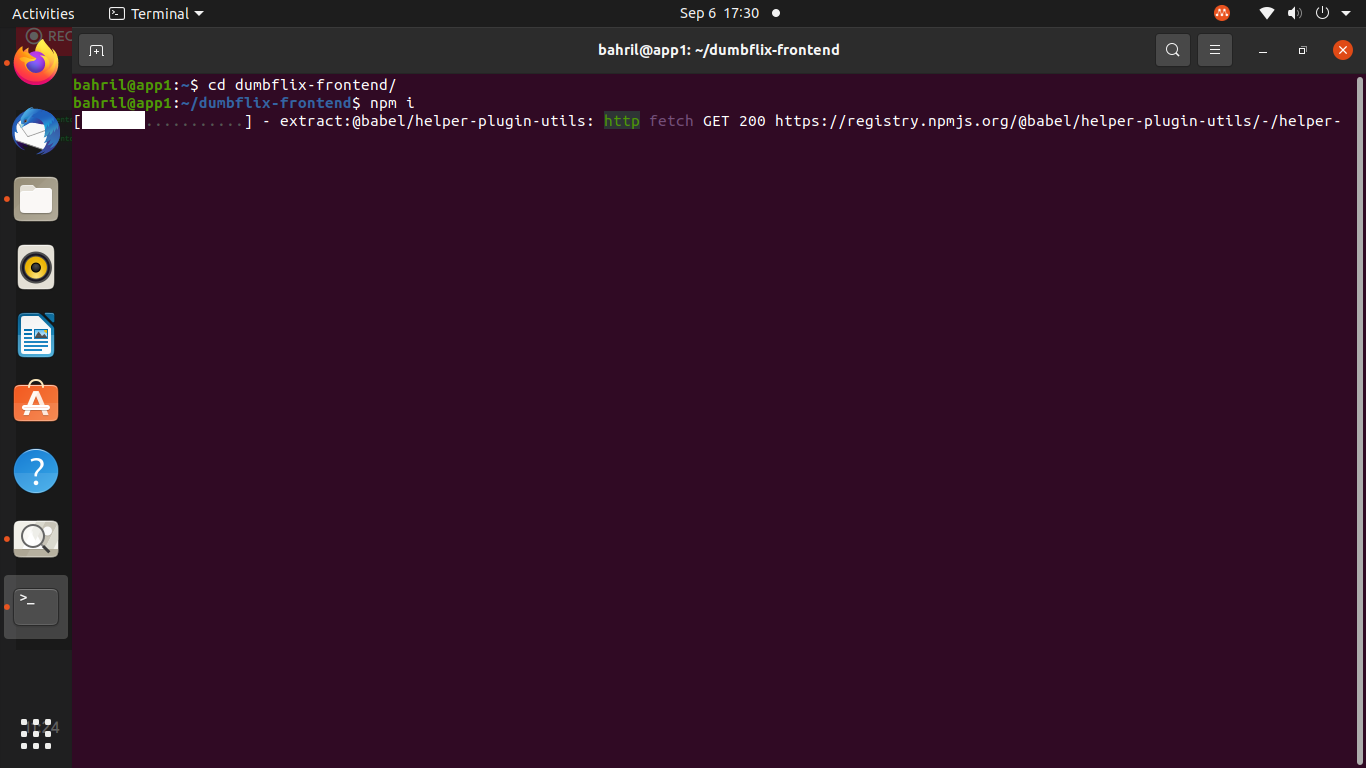 Activities Terminal Sep 6 17:30
REC
bahril@app1: ~/dumbflix-frontend
bahril@app1:~$ cd dumbflix-frontend/
bahril@app1:~/dumbflix-frontend$ npm i
[ ...........] - extract:@babel/helper-plugin-utils: http fetch GET 200 https://registry.npmjs.org/@babel/helper-plugin-utils/-/helper-